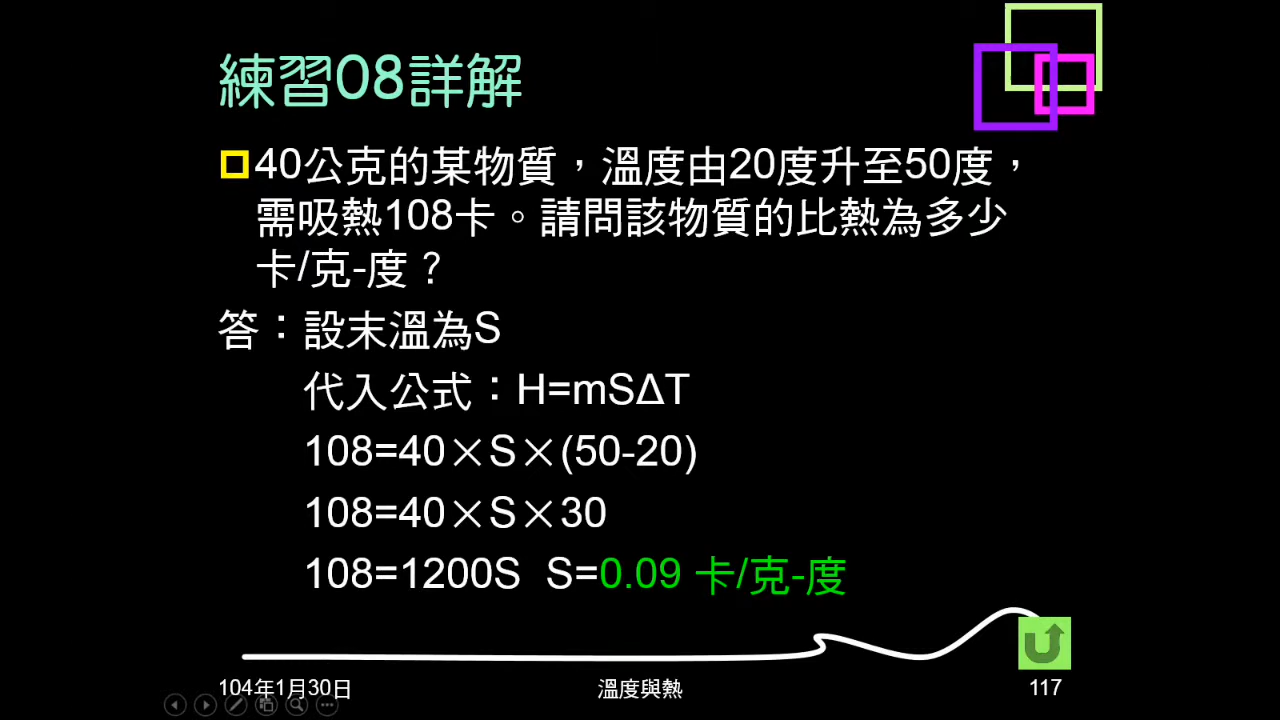 練習08詳解
40公克的某物質，溫度由20度升至50度，
需吸熱108卡。請問該物質的比熱為多少
卡/克-度？
答：設末溫為S
代入公式：H=mSΔT
108=40×S×(50-20)
108=40×S×30
108=1200S S=0.09 卡/克-度
104年1月30日 溫度與熱 117